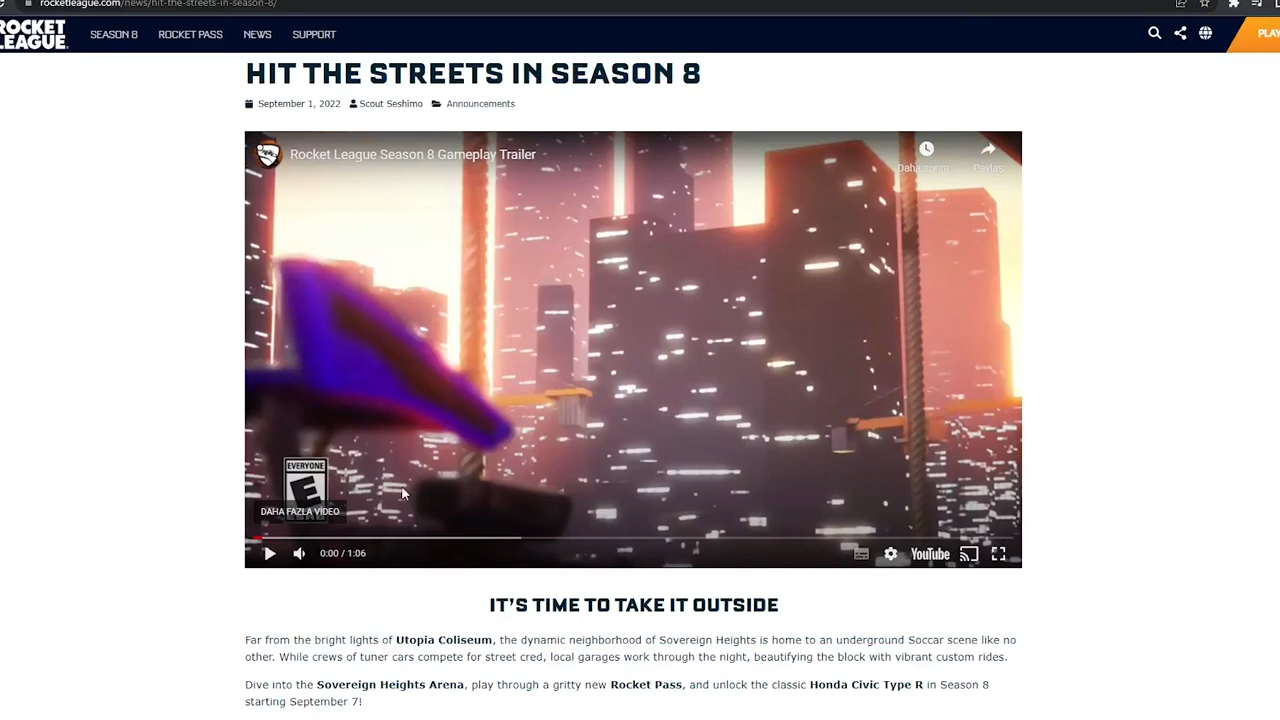 rocketleague.com/news/hit-the-streets-in-season-8/
ROCKET LEAGUE
SEASON 8 ROCKET PASS NEWS SUPPORT
PLAY
HIT THE STREETS IN SEASON 8
September 1, 2022 Scout Seshimo Announcements
Rocket League Season 8 Gameplay Trailer
Daha sonra Paylaş
EVERYONE
E
DAHA FAZLA VİDEO
0:00 / 1:06
YouTube
IT'S TIME TO TAKE IT OUTSIDE
Far from the bright lights of Utopia Coliseum, the dynamic neighborhood of Sovereign Heights is home to an underground Soccar scene like no
other. While crews of tuner cars compete for street cred, local garages work through the night, beautifying the block with vibrant custom rides.
Dive into the Sovereign Heights Arena, play through a gritty new Rocket Pass, and unlock the classic Honda Civic Type R in Season 8
starting September 7!